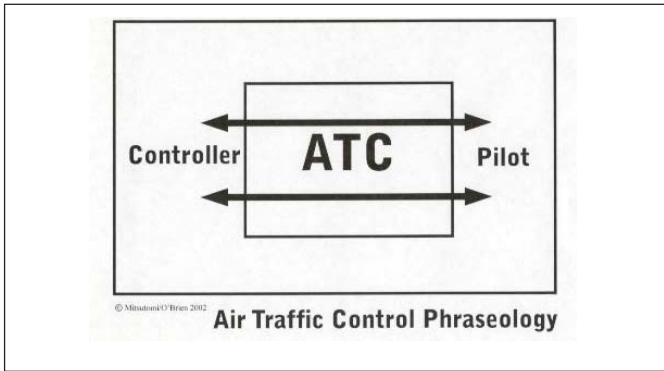 ATC
Controller
Pilot
© Mitsutomi/O'Brien 2002
Air Traffic Control Phraseology